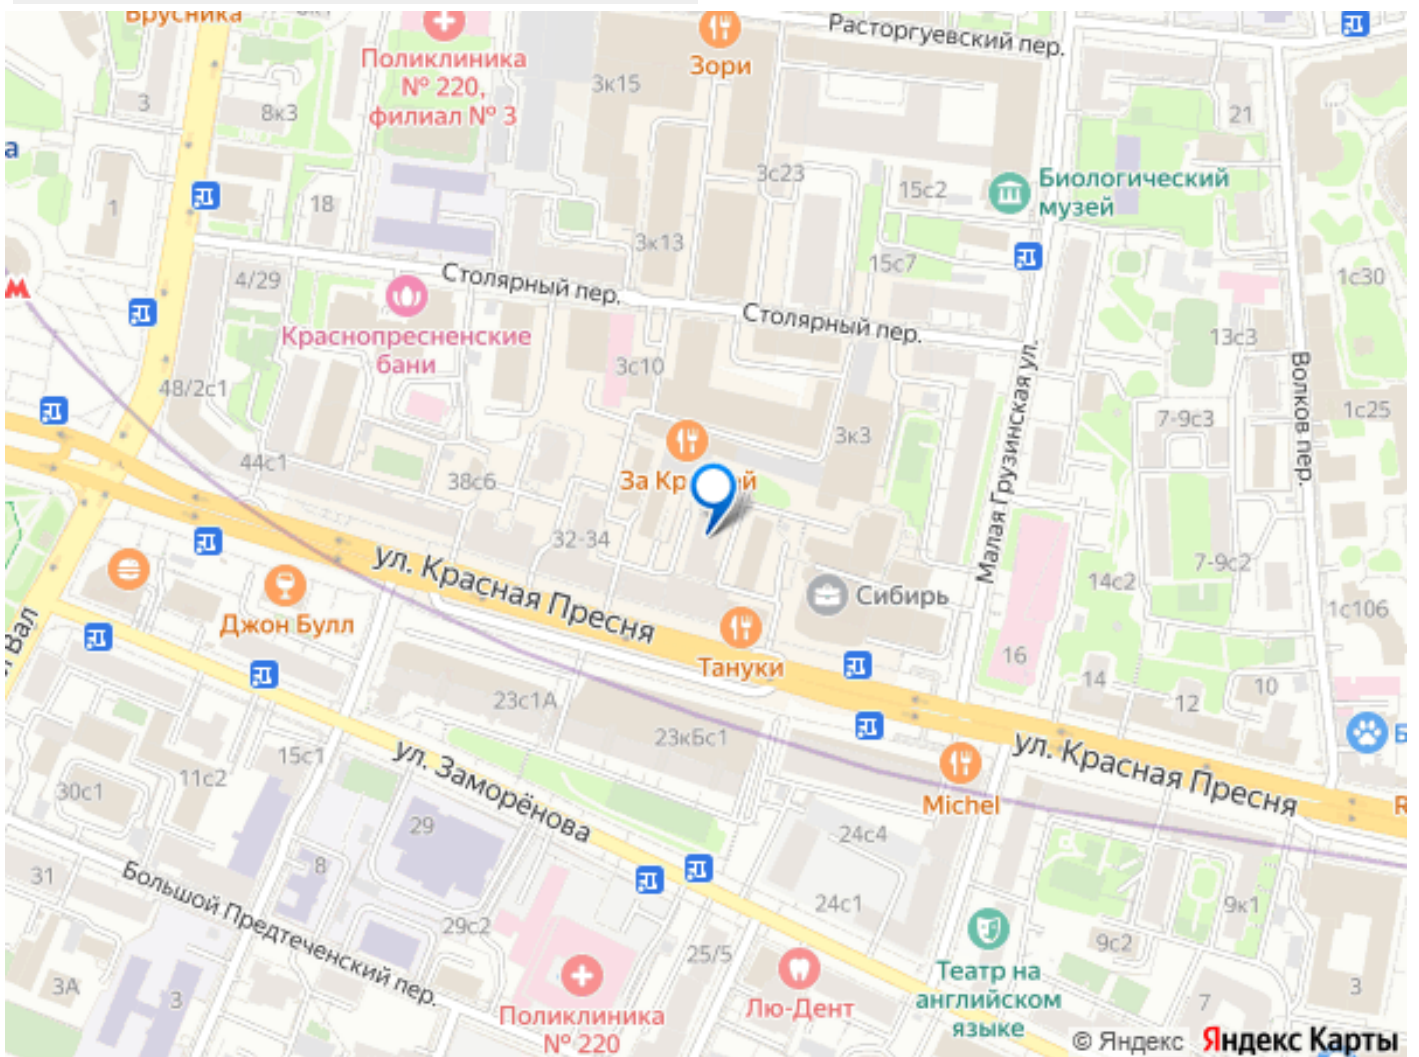 Брусника
Поликлиника
№ 220,
филиал № 3
Зори
Расторгуевский пер.
3к15
3
8к3
21
а
3с23
15с2
Биологический
музей
1
18
3к13
15с7
4/29
Столярный пер.
1с30
М
Столярный пер.
Краснопресненские
бани
13с3
3с10
48/2с1
Волков пер.
1с25
7-9с3
3к3
Малая Грузинская ул.
44с1
38с6
32-34
7-9с2
14с2
ул. Красная Пресня
Сибирь
1с106
Джон Булл
Вал
Тануки
16
14
12
10
23с1А
23кБс1
Б
15с1
11с2
30с1
ул. Заморёнова
ул. Красная Пресня
Michel
R
29
24с4
8
31
Большой Предтеченский пер.
24с1
9к1
29с2
25/5
9с2
3А
3
Поликлиника
№ 220
Лю-Дент
Театр на
английском
языке
7
3
© Яндекс
Яндекс Карты